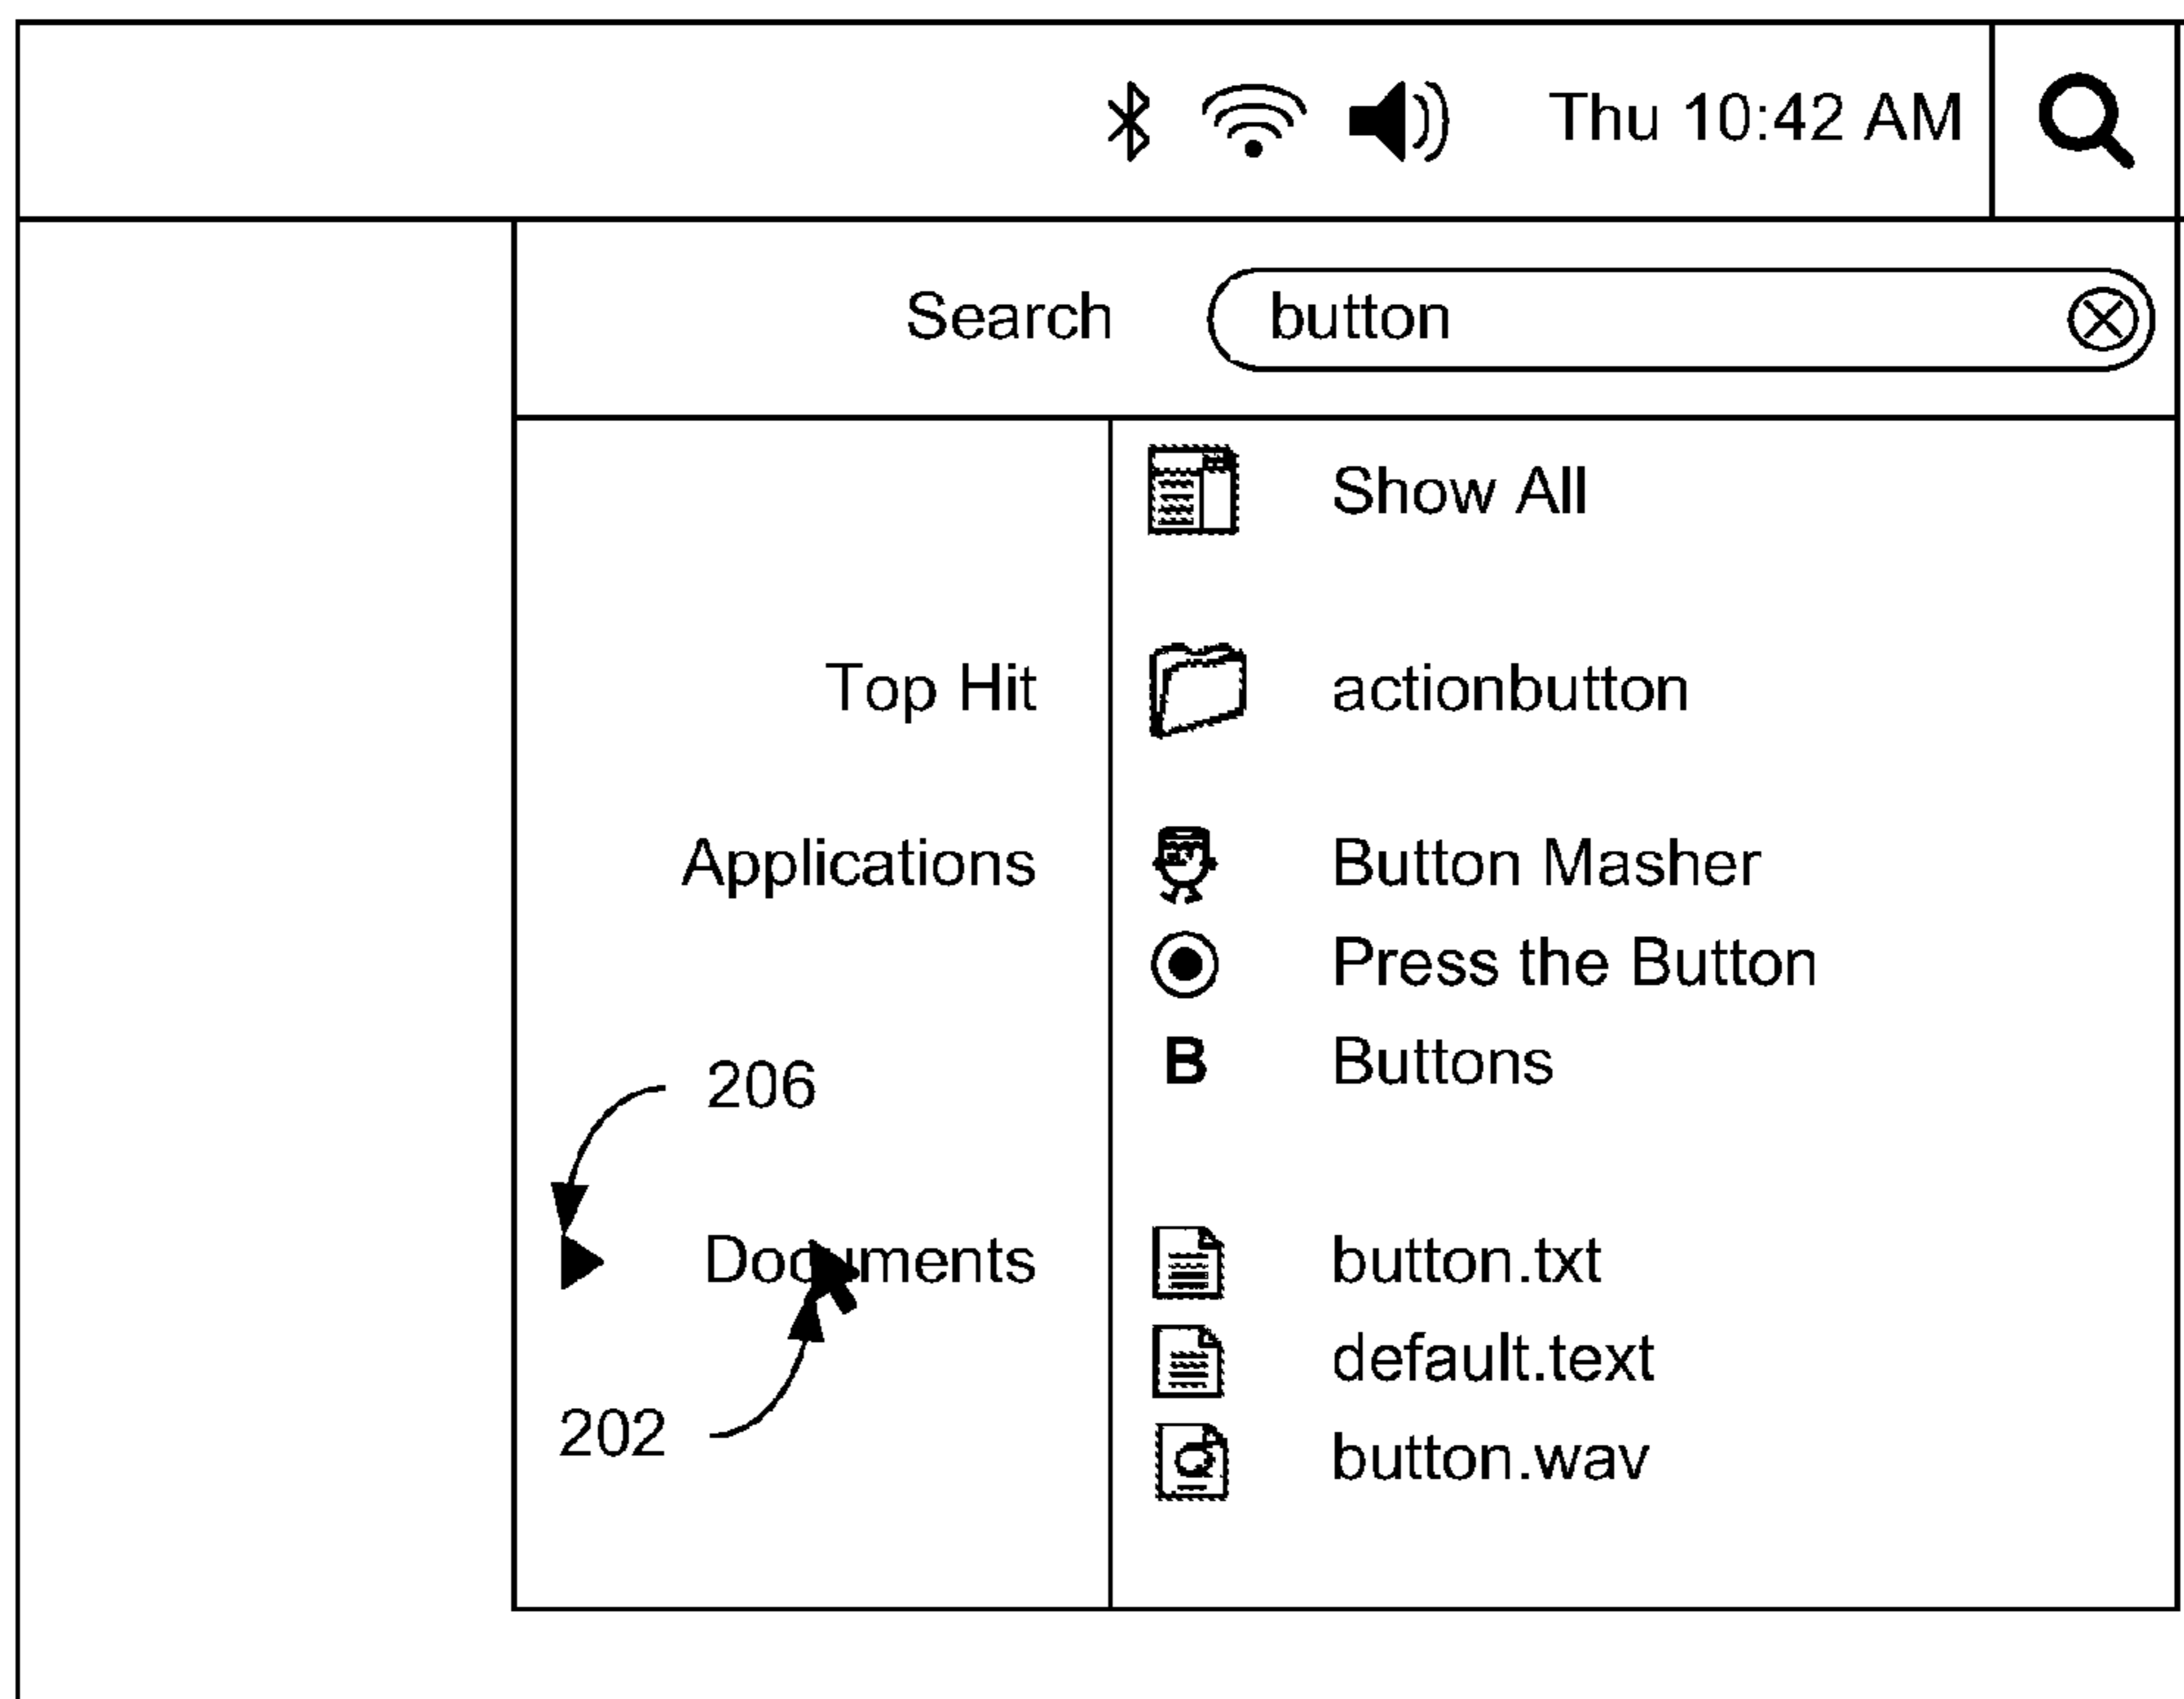 Thu 10:42 AM
Search button
Show All
Top Hit actionbutton
Applications Button Masher
Press the Button
B Buttons
206
Documents button.txt
default.text
202 button.wav